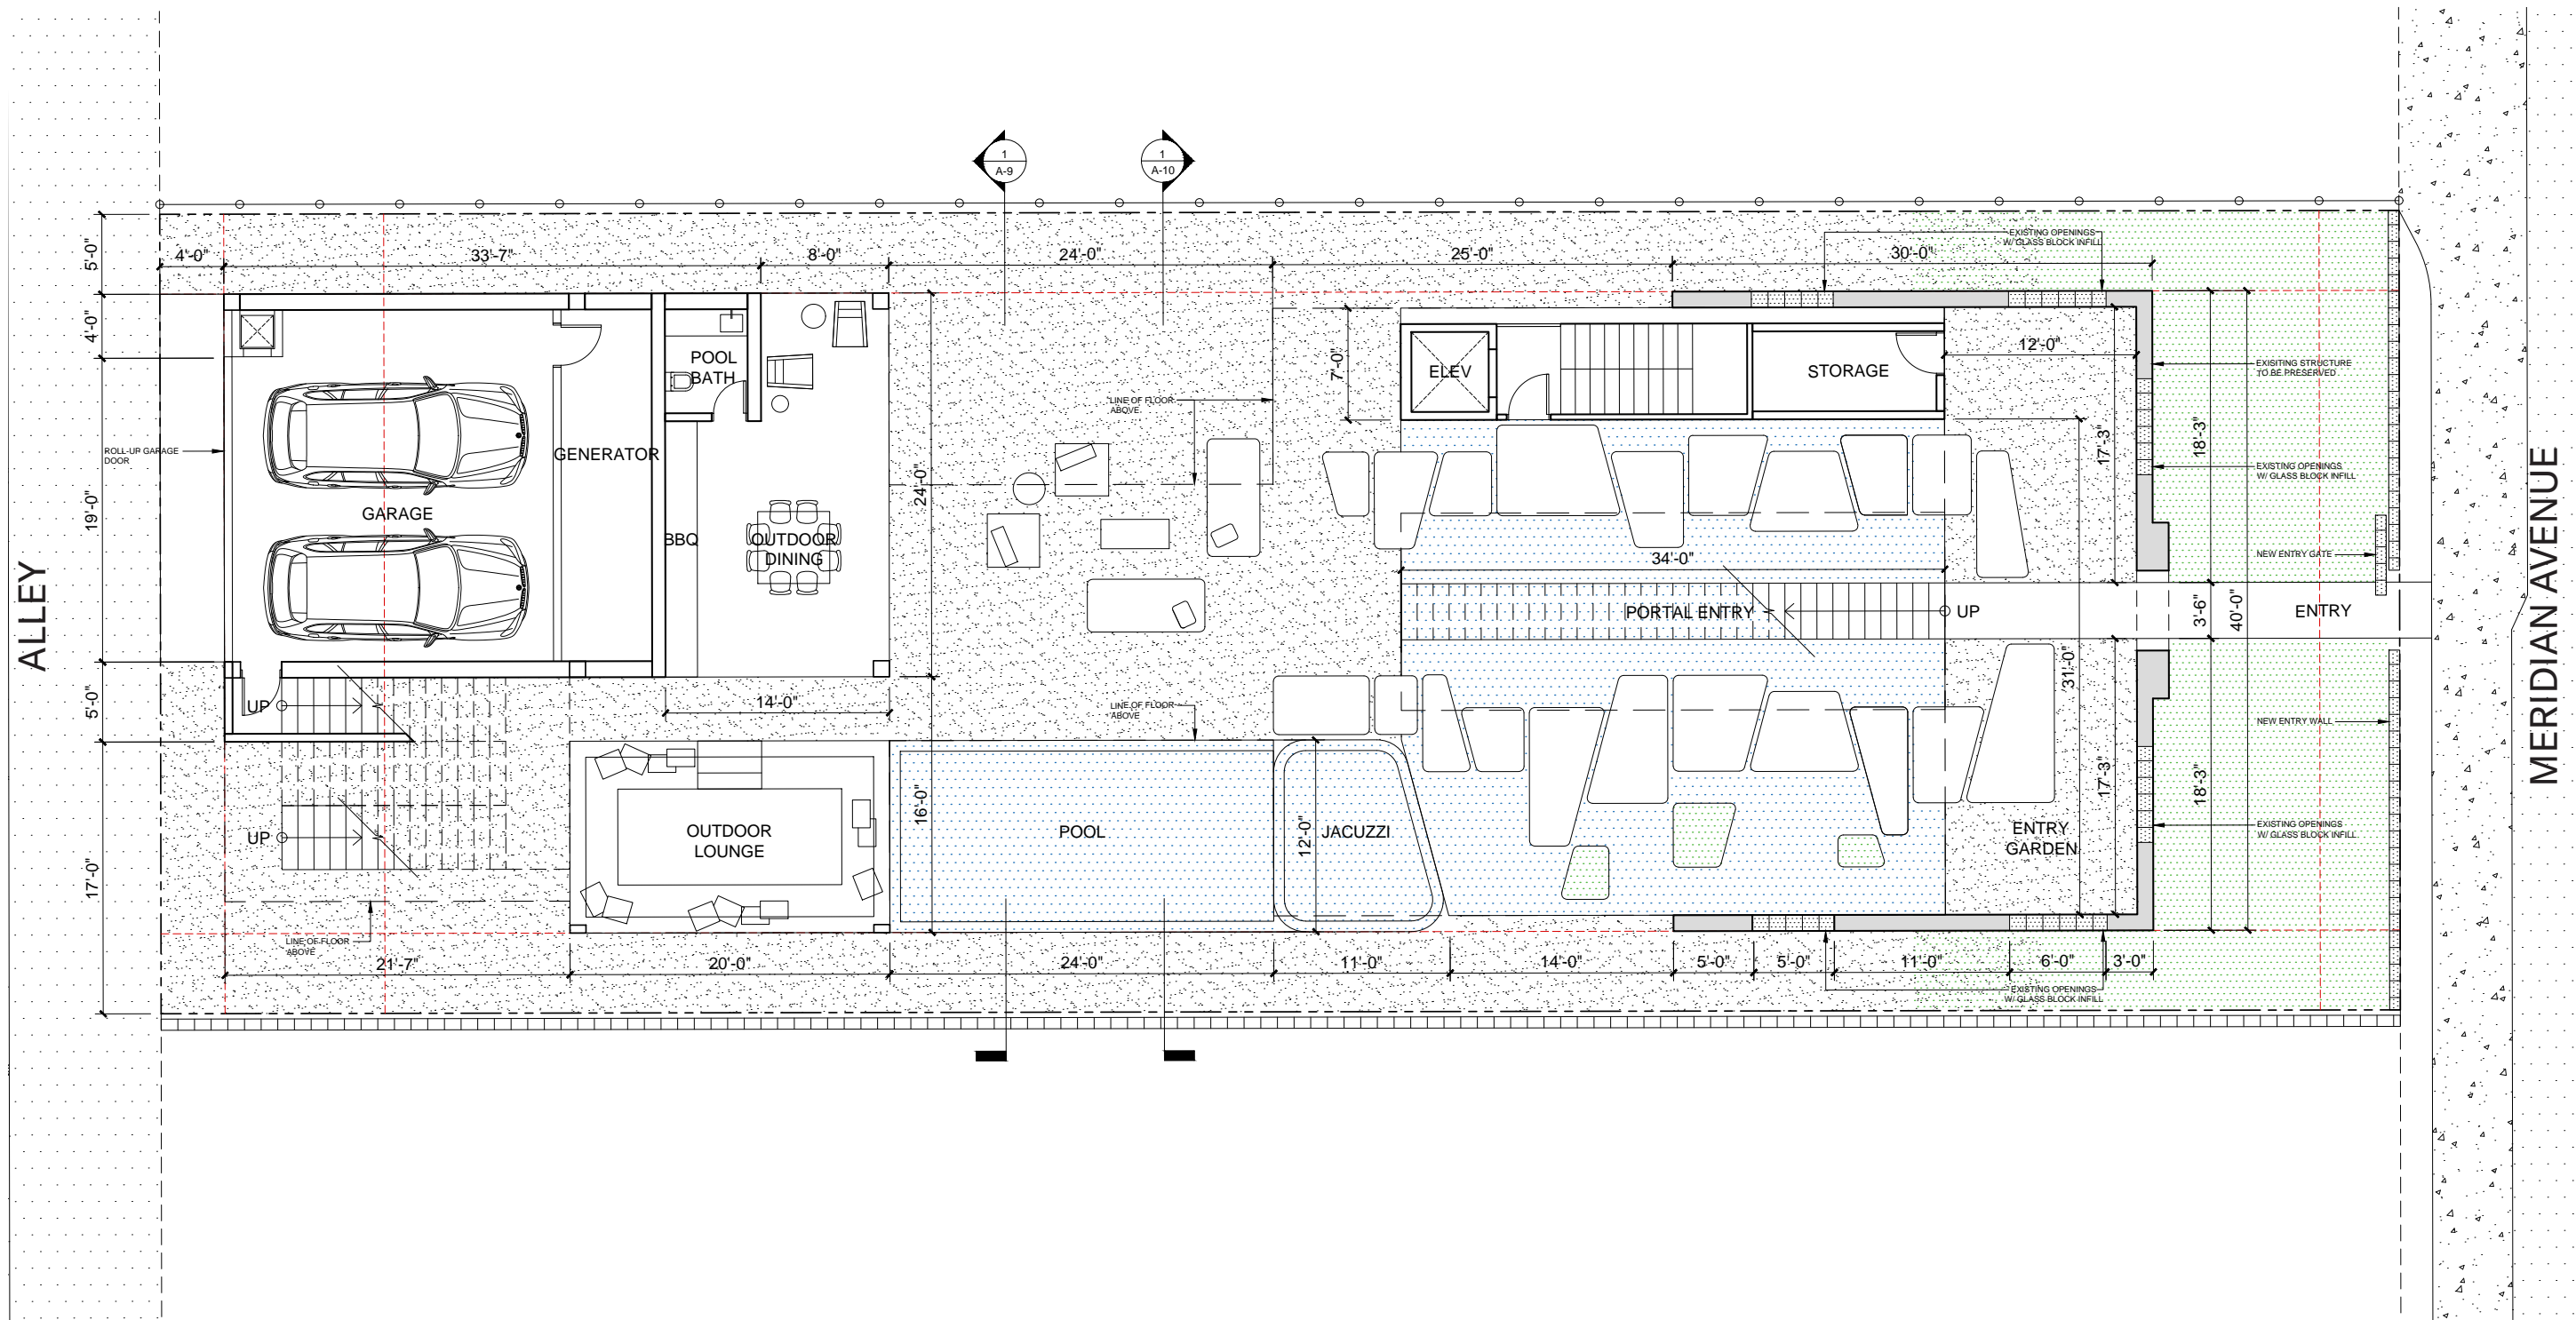 1
A-9
1
A-10
5'-0"
4'-0"
33'-7"
8'-0"
24'-0"
25'-0"
30'-0"
EXISTING OPENINGS
W/ GLASS BLOCK INFILL
4'-0"
19'-0"
5'-0"
17'-0"
ALLEY
ROLL-UP GARAGE
DOOR
GARAGE
GENERATOR
POOL
BATH
BBQ
OUTDOOR
DINING
24'-0"
LINE OF FLOOR
ABOVE
7'-0"
ELEV
STORAGE
12'-0"
17'-3"
18'-3"
EXISITING STRUCTURE
TO BE PRESERVED
EXISTING OPENINGS
W/ GLASS BLOCK INFILL
NEW ENTRY GATE
34'-0"
PORTAL ENTRY
UP
31'-0"
3'-6"
40'-0"
ENTRY
MERIDIAN AVENUE
UP
14'-0"
LINE OF FLOOR
ABOVE
NEW ENTRY WALL
UP
OUTDOOR
LOUNGE
16'-0"
POOL
12'-0"
JACUZZI
ENTRY
GARDEN
17'-3"
18'-3"
EXISTING OPENINGS
W/ GLASS BLOCK INFILL
LINE OF FLOOR
ABOVE
21'-7"
20'-0"
24'-0"
11'-0"
14'-0"
5'-0"
5'-0"
11'-0"
6'-0"
3'-0"
EXISTING OPENINGS
W/ GLASS BLOCK INFILL